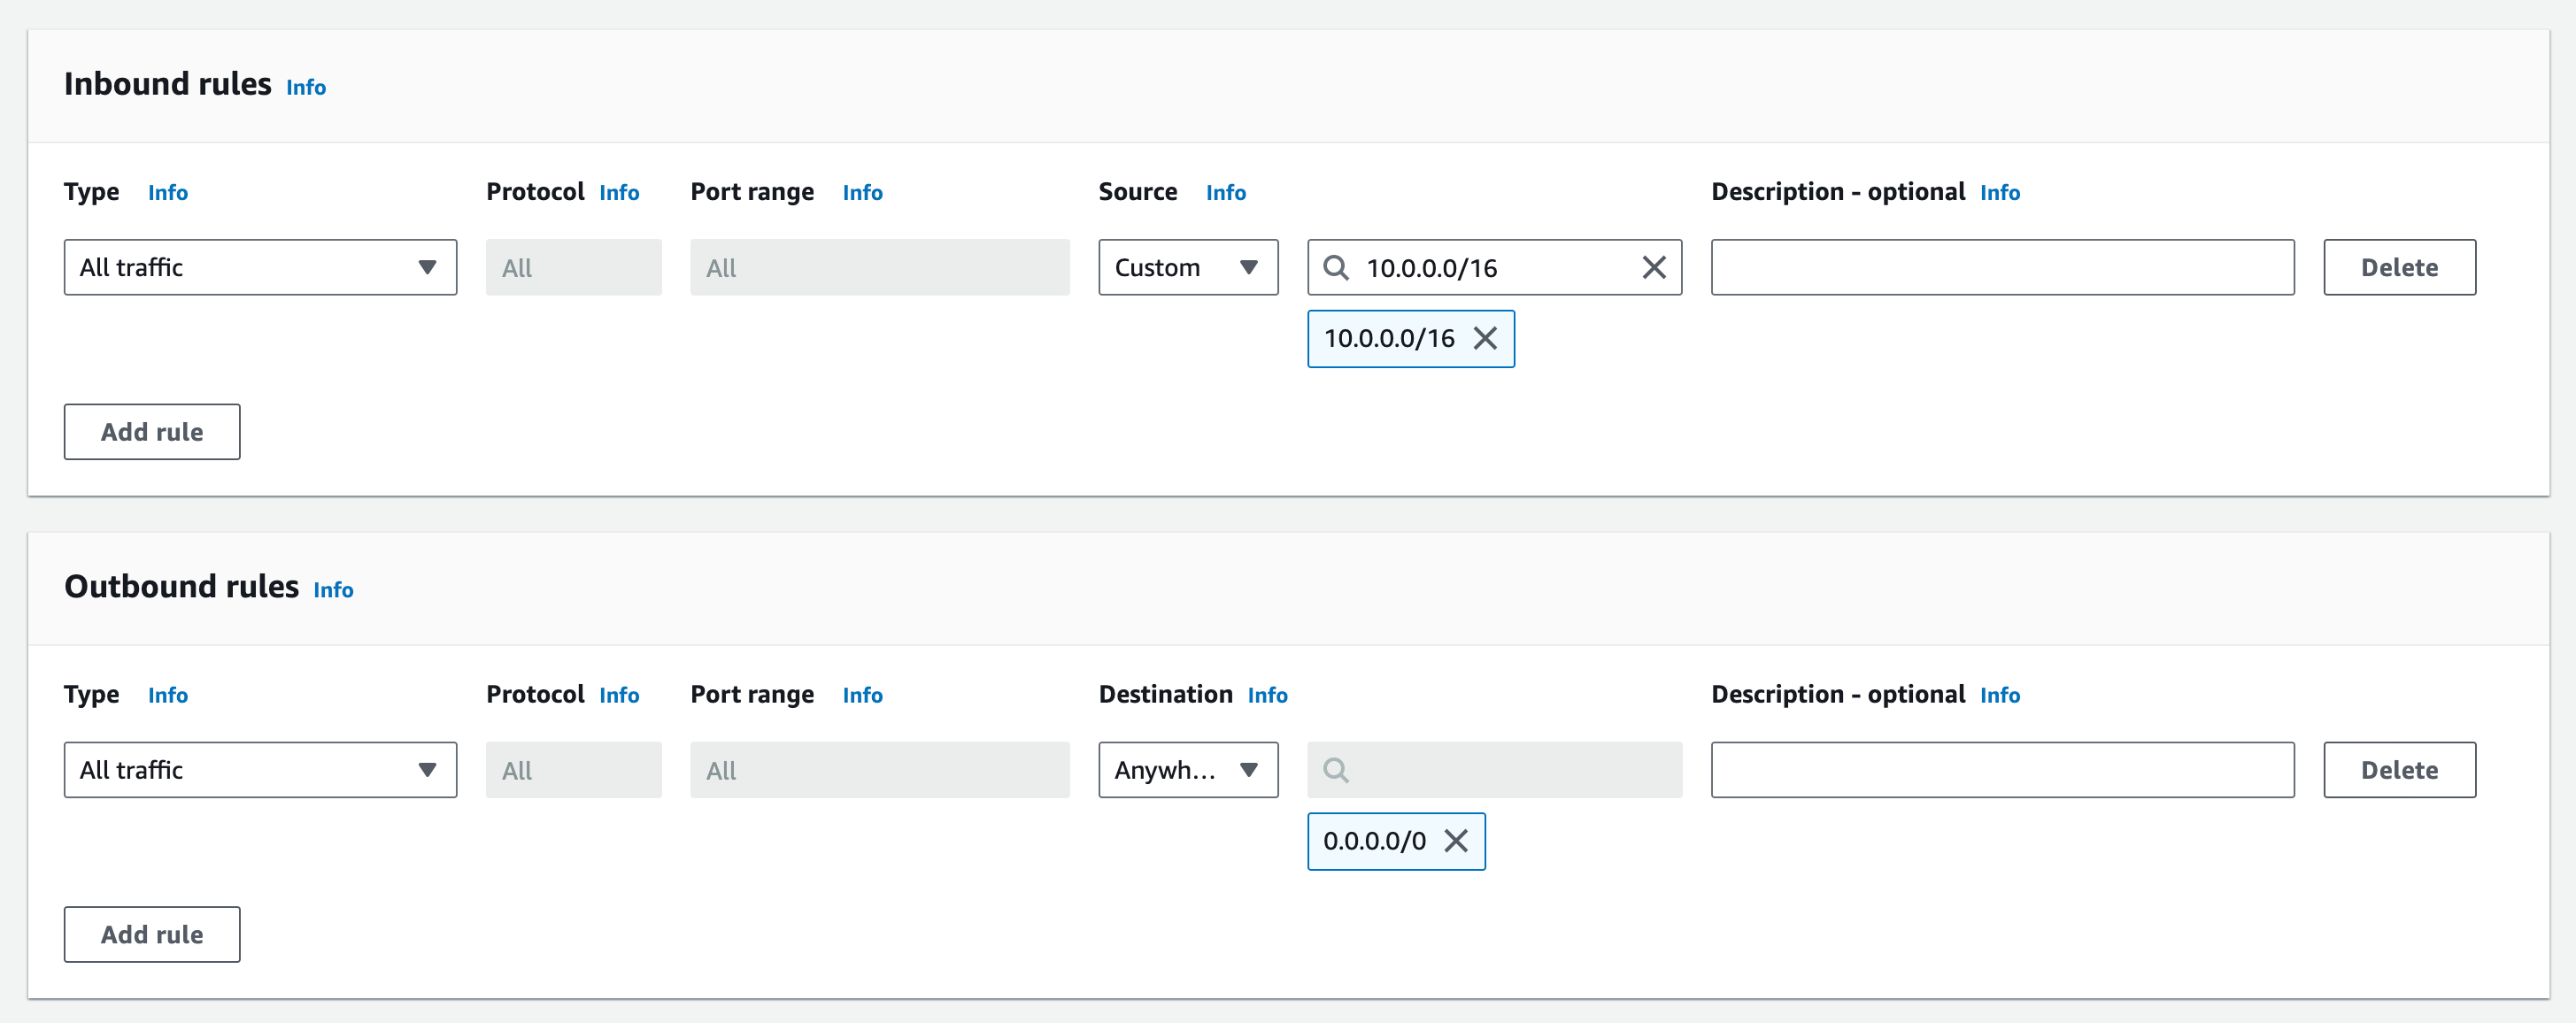 Inbound rules Info
Type Info Protocol Info Port range Info Source Info Description - optional Info
All traffic All All Custom 10.0.0.0/16 Delete
10.0.0.0/16
Add rule
Outbound rules Info
Type Info Protocol Info Port range Info Destination Info Description - optional Info
All traffic All All Anywh... Delete
0.0.0.0/0
Add rule